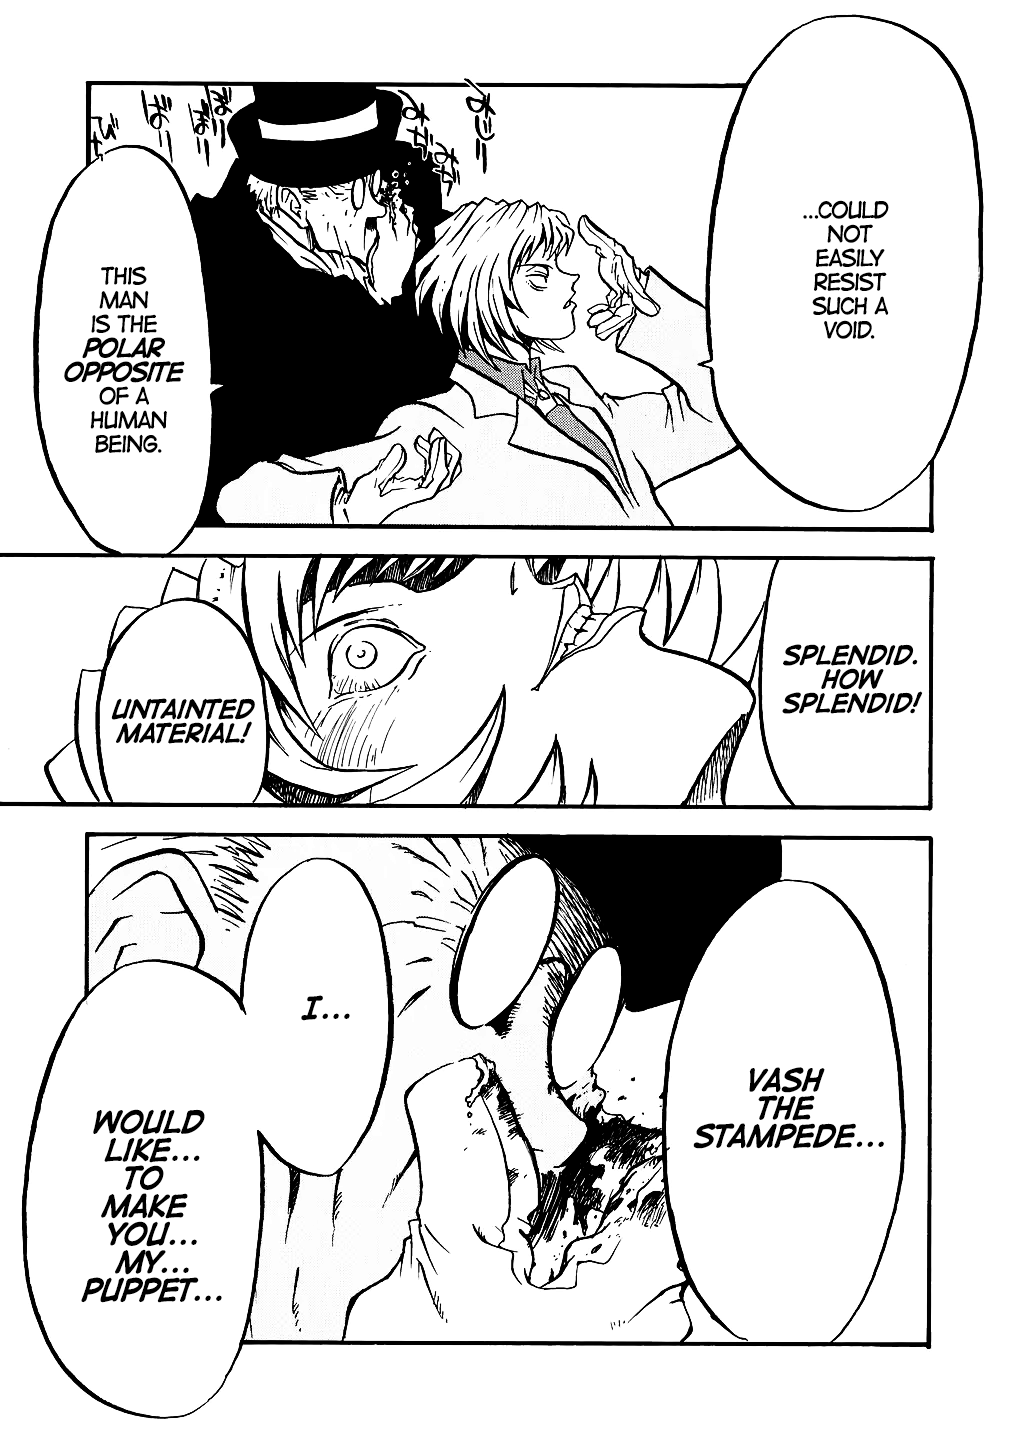 ...COULD
NOT
EASILY
RESIST
SUCH A
VOID.
THIS
MAN
IS THE
POLAR
OPPOSITE
OF A
HUMAN
BEING.
SPLENDID.
HOW
SPLENDID!
UNTAINTED
MATERIAL!
VASH
THE
STAMPEDE...
I...
WOULD
LIKE...
TO
MAKE
YOU...
MY...
PUPPET...